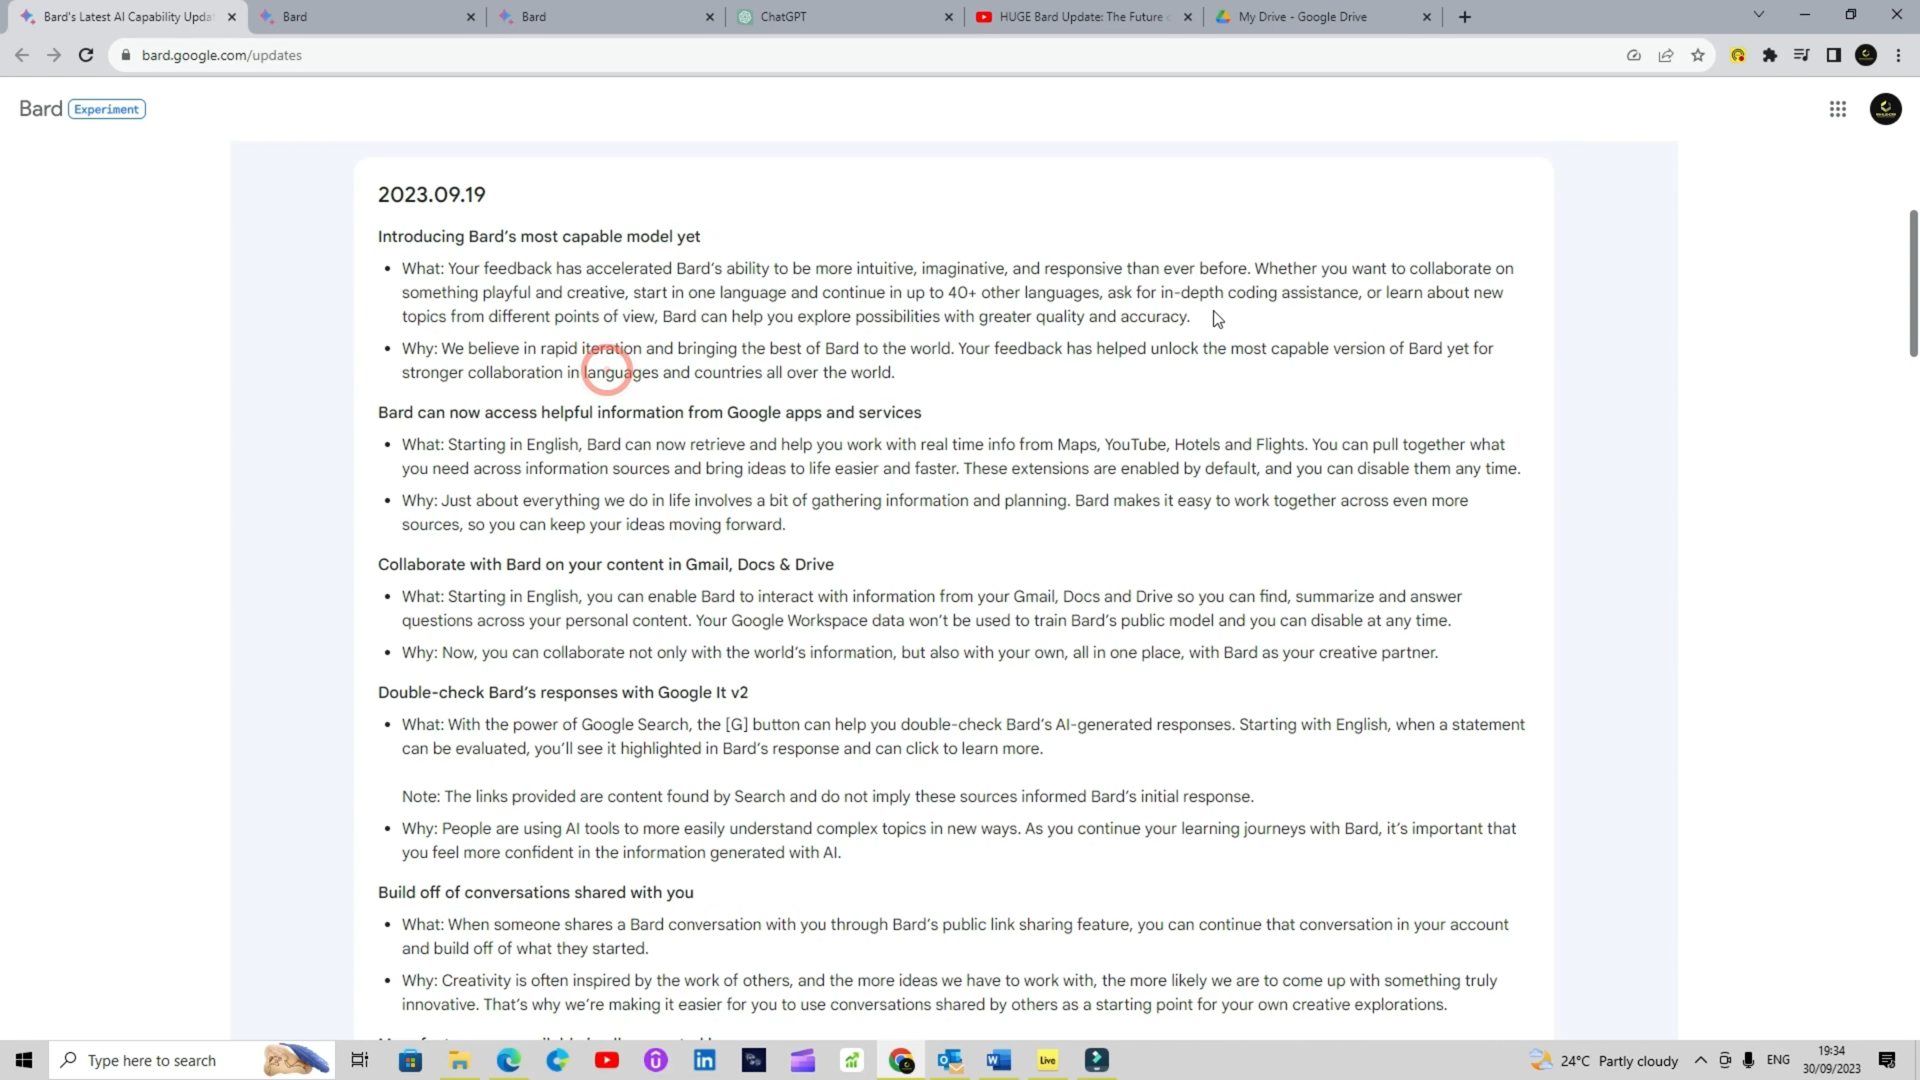 Bard's Latest AI Capability Upda
Bard
Bard
ChatGPT
HUGE Bard Update: The Future
My Drive - Google Drive
bard.google.com/updates
Bard Experiment
2023.09.19
Introducing Bard's most capable model yet
• What: Your feedback has accelerated Bard's ability to be more intuitive, imaginative, and responsive than ever before. Whether you want to collaborate on
something playful and creative, start in one language and continue in up to 40+ other languages, ask for in-depth coding assistance, or learn about new
topics from different points of view, Bard can help you explore possibilities with greater quality and accuracy.
• Why: We believe in rapid iteration and bringing the best of Bard to the world. Your feedback has helped unlock the most capable version of Bard yet for
stronger collaboration in languages and countries all over the world.
Bard can now access helpful information from Google apps and services
• What: Starting in English, Bard can now retrieve and help you work with real time info from Maps, YouTube, Hotels and Flights. You can pull together what
you need across information sources and bring ideas to life easier and faster. These extensions are enabled by default, and you can disable them any time.
• Why: Just about everything we do in life involves a bit of gathering information and planning. Bard makes it easy to work together across even more
sources, so you can keep your ideas moving forward.
Collaborate with Bard on your content in Gmail, Docs & Drive
• What: Starting in English, you can enable Bard to interact with information from your Gmail, Docs and Drive so you can find, summarize and answer
questions across your personal content. Your Google Workspace data won't be used to train Bard's public model and you can disable at any time.
• Why: Now, you can collaborate not only with the world's information, but also with your own, all in one place, with Bard as your creative partner.
Double-check Bard's responses with Google It v2
• What: With the power of Google Search, the [G] button can help you double-check Bard's AI-generated responses. Starting with English, when a statement
can be evaluated, you'll see it highlighted in Bard's response and can click to learn more.
Note: The links provided are content found by Search and do not imply these sources informed Bard's initial response.
• Why: People are using AI tools to more easily understand complex topics in new ways. As you continue your learning journeys with Bard, it's important that
you feel more confident in the information generated with AI.
Build off of conversations shared with you
• What: When someone shares a Bard conversation with you through Bard's public link sharing feature, you can continue that conversation in your account
and build off of what they started.
• Why: Creativity is often inspired by the work of others, and the more ideas we have to work with, the more likely we are to come up with something truly
innovative. That's why we're making it easier for you to use conversations shared by others as a starting point for your own creative explorations.
Type here to search
Live
24°C Partly cloudy
ENG
19:34
30/09/2023